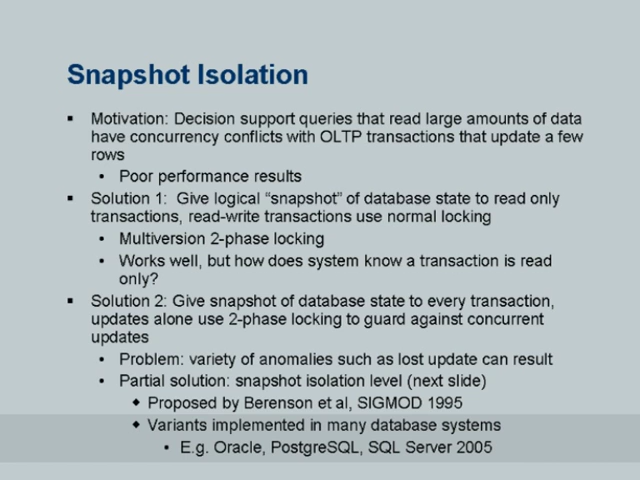 Snapshot Isolation
▪ Motivation: Decision support queries that read large amounts of data
have concurrency conflicts with OLTP transactions that update a few
rows
• Poor performance results
▪ Solution 1: Give logical “snapshot” of database state to read only
transactions, read-write transactions use normal locking
• Multiversion 2-phase locking
• Works well, but how does system know a transaction is read
only?
▪ Solution 2: Give snapshot of database state to every transaction,
updates alone use 2-phase locking to guard against concurrent
updates
• Problem: variety of anomalies such as lost update can result
• Partial solution: snapshot isolation level (next slide)
◆ Proposed by Berenson et al, SIGMOD 1995
◆ Variants implemented in many database systems
• E.g. Oracle, PostgreSQL, SQL Server 2005